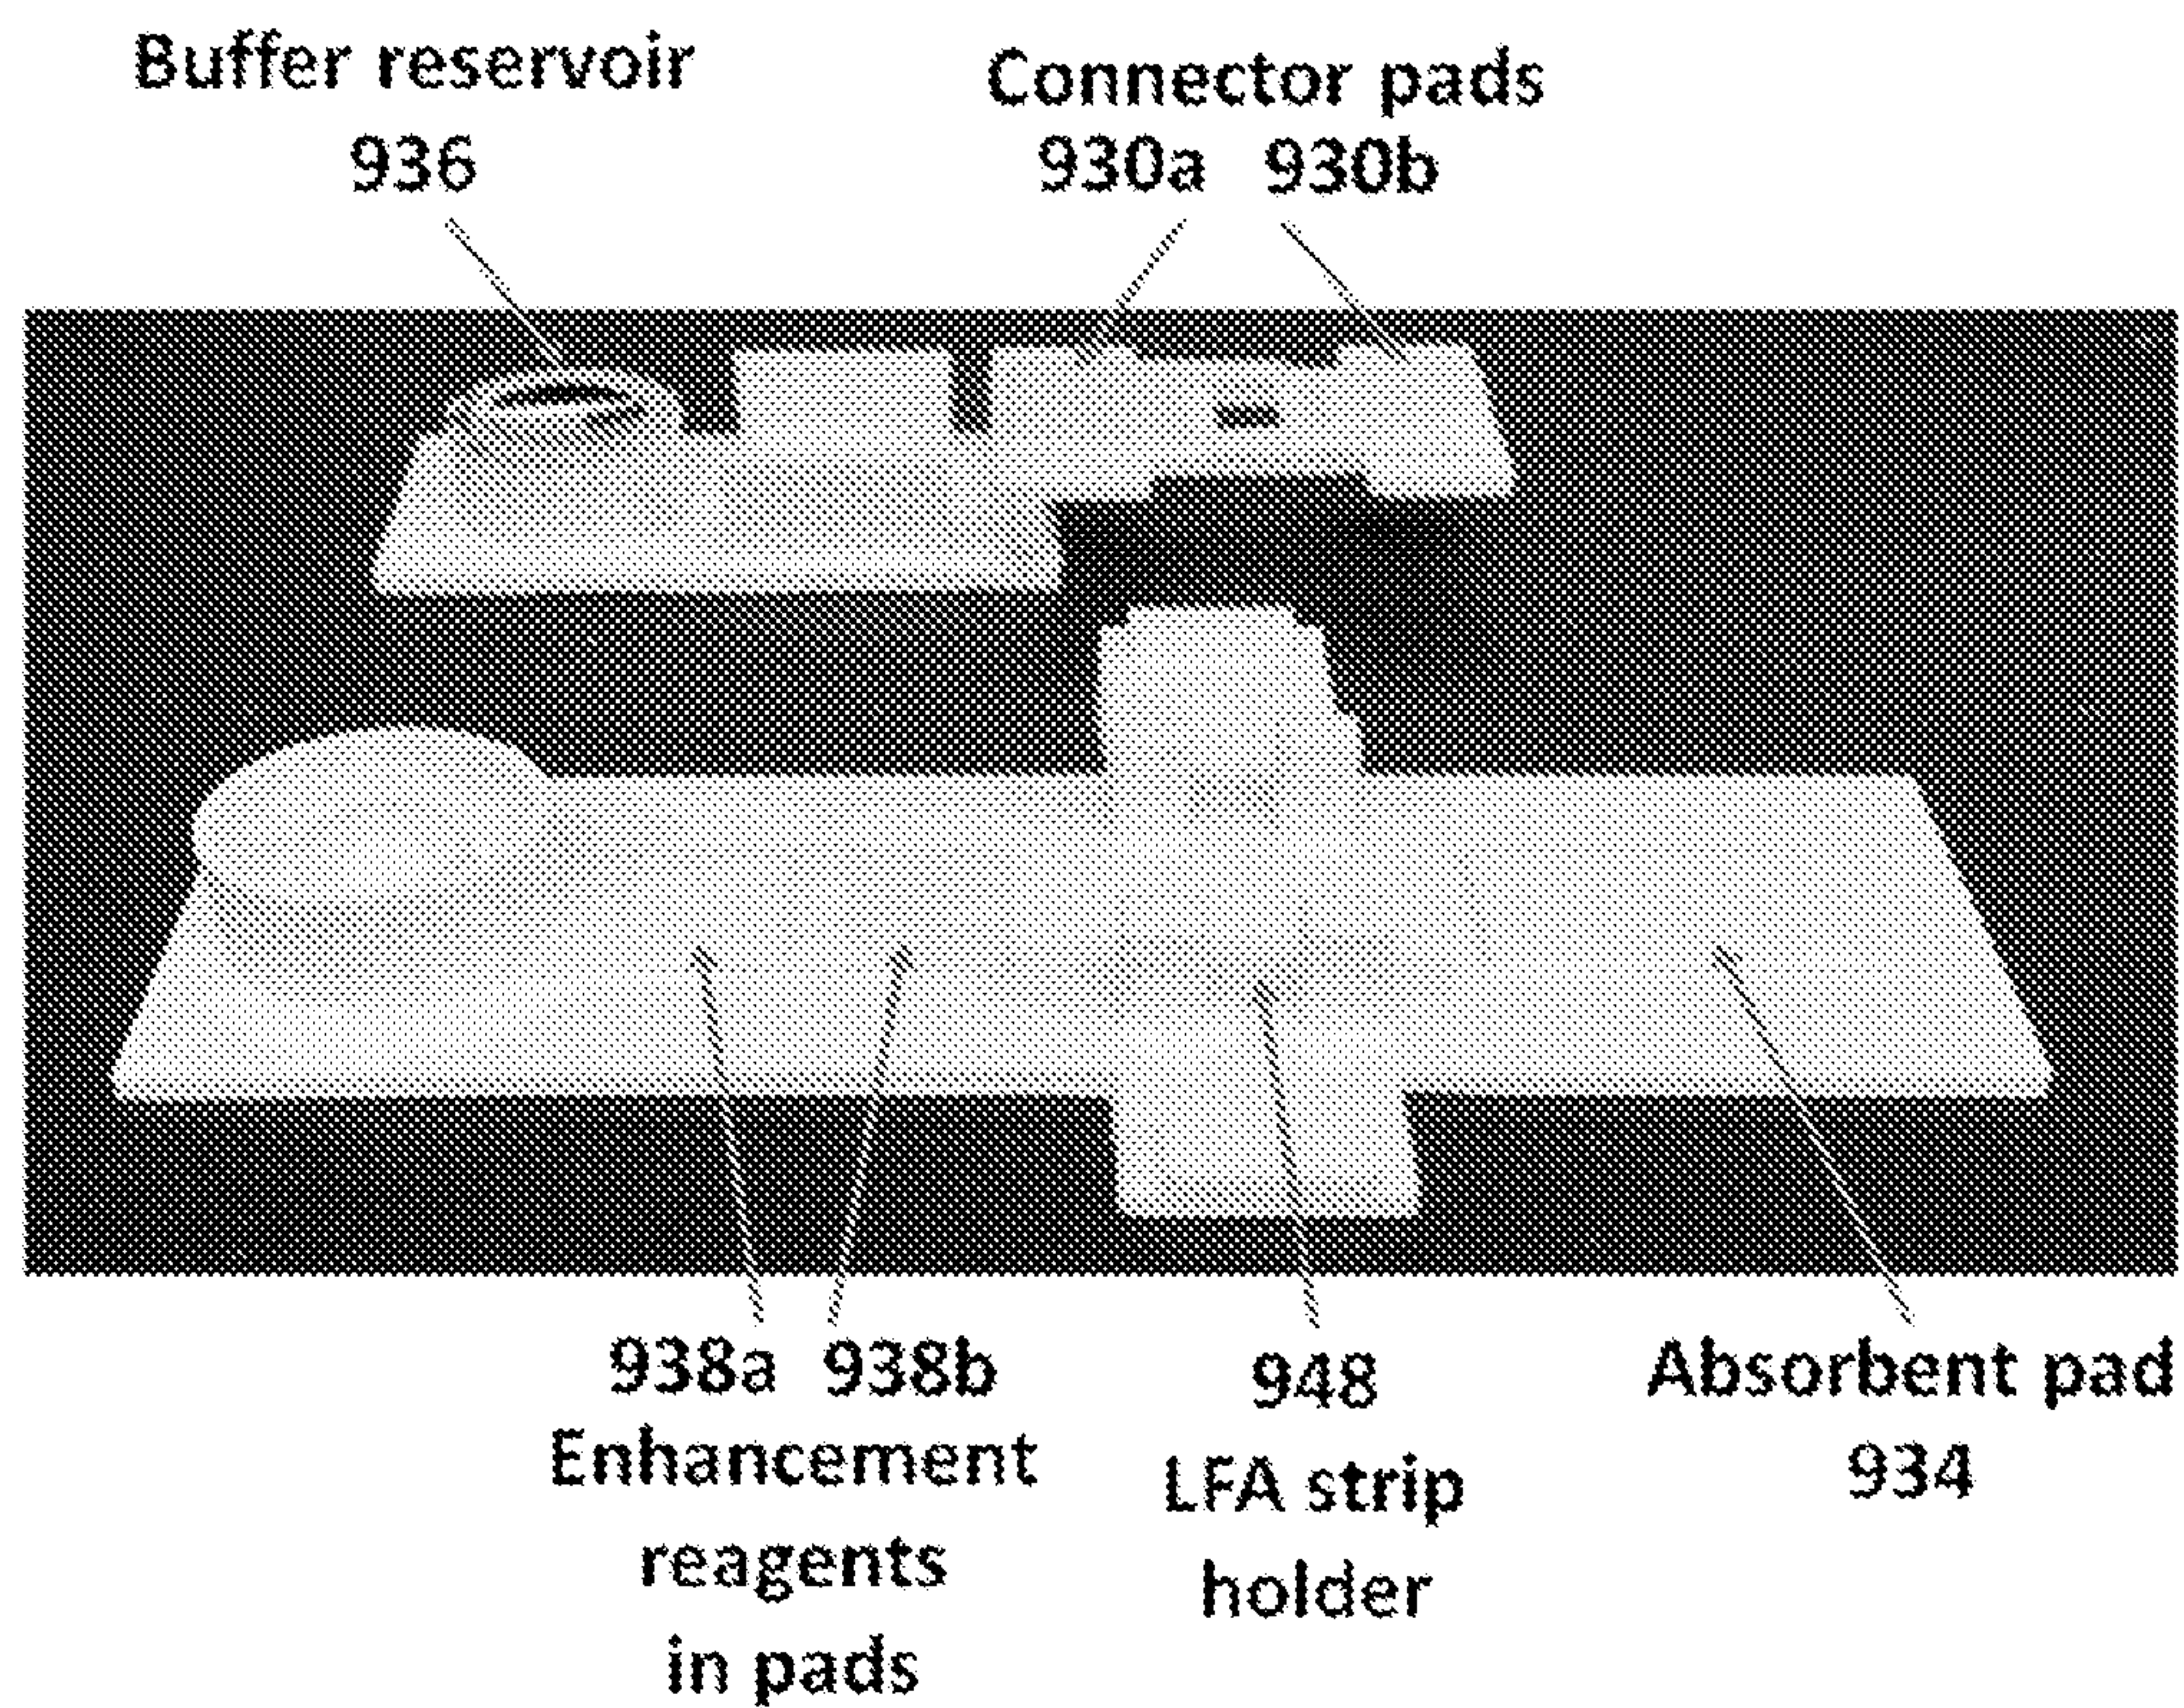 Buffer reservoir
936
Connector pads
930a 930b
938a 938b
Enhancement
reagents
in pads
948
LFA strip
holder
Absorbent pad
934